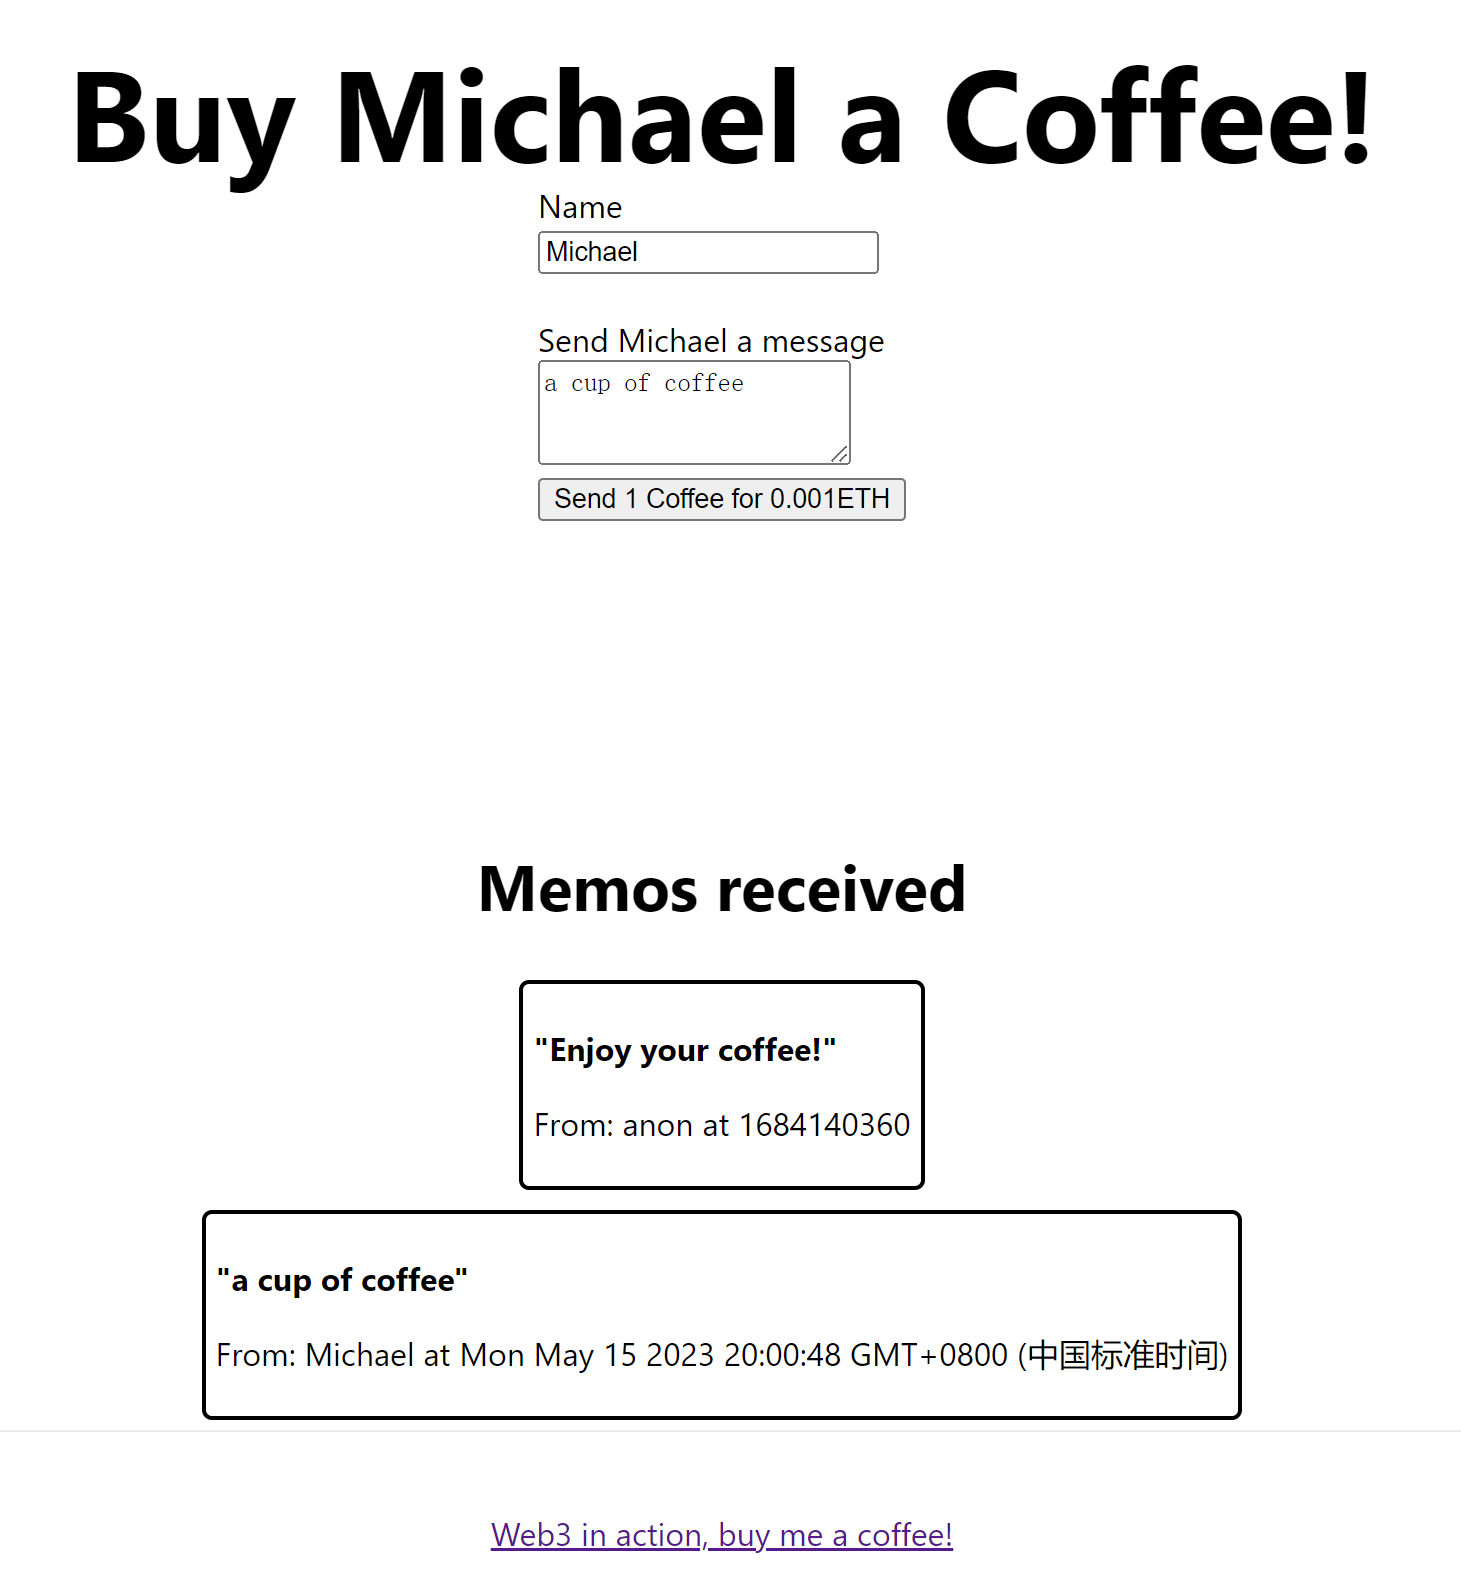 Buy Michael a Coffee!
Name
Michael
Send Michael a message
a cup of coffee
Send 1 Coffee for 0.001ETH
Memos received
"Enjoy your coffee!"
From: anon at 1684140360
"a cup of coffee"
From: Michael at Mon May 15 2023 20:00:48 GMT+0800 (中国标准时间)
Web3 in action, buy me a coffee!